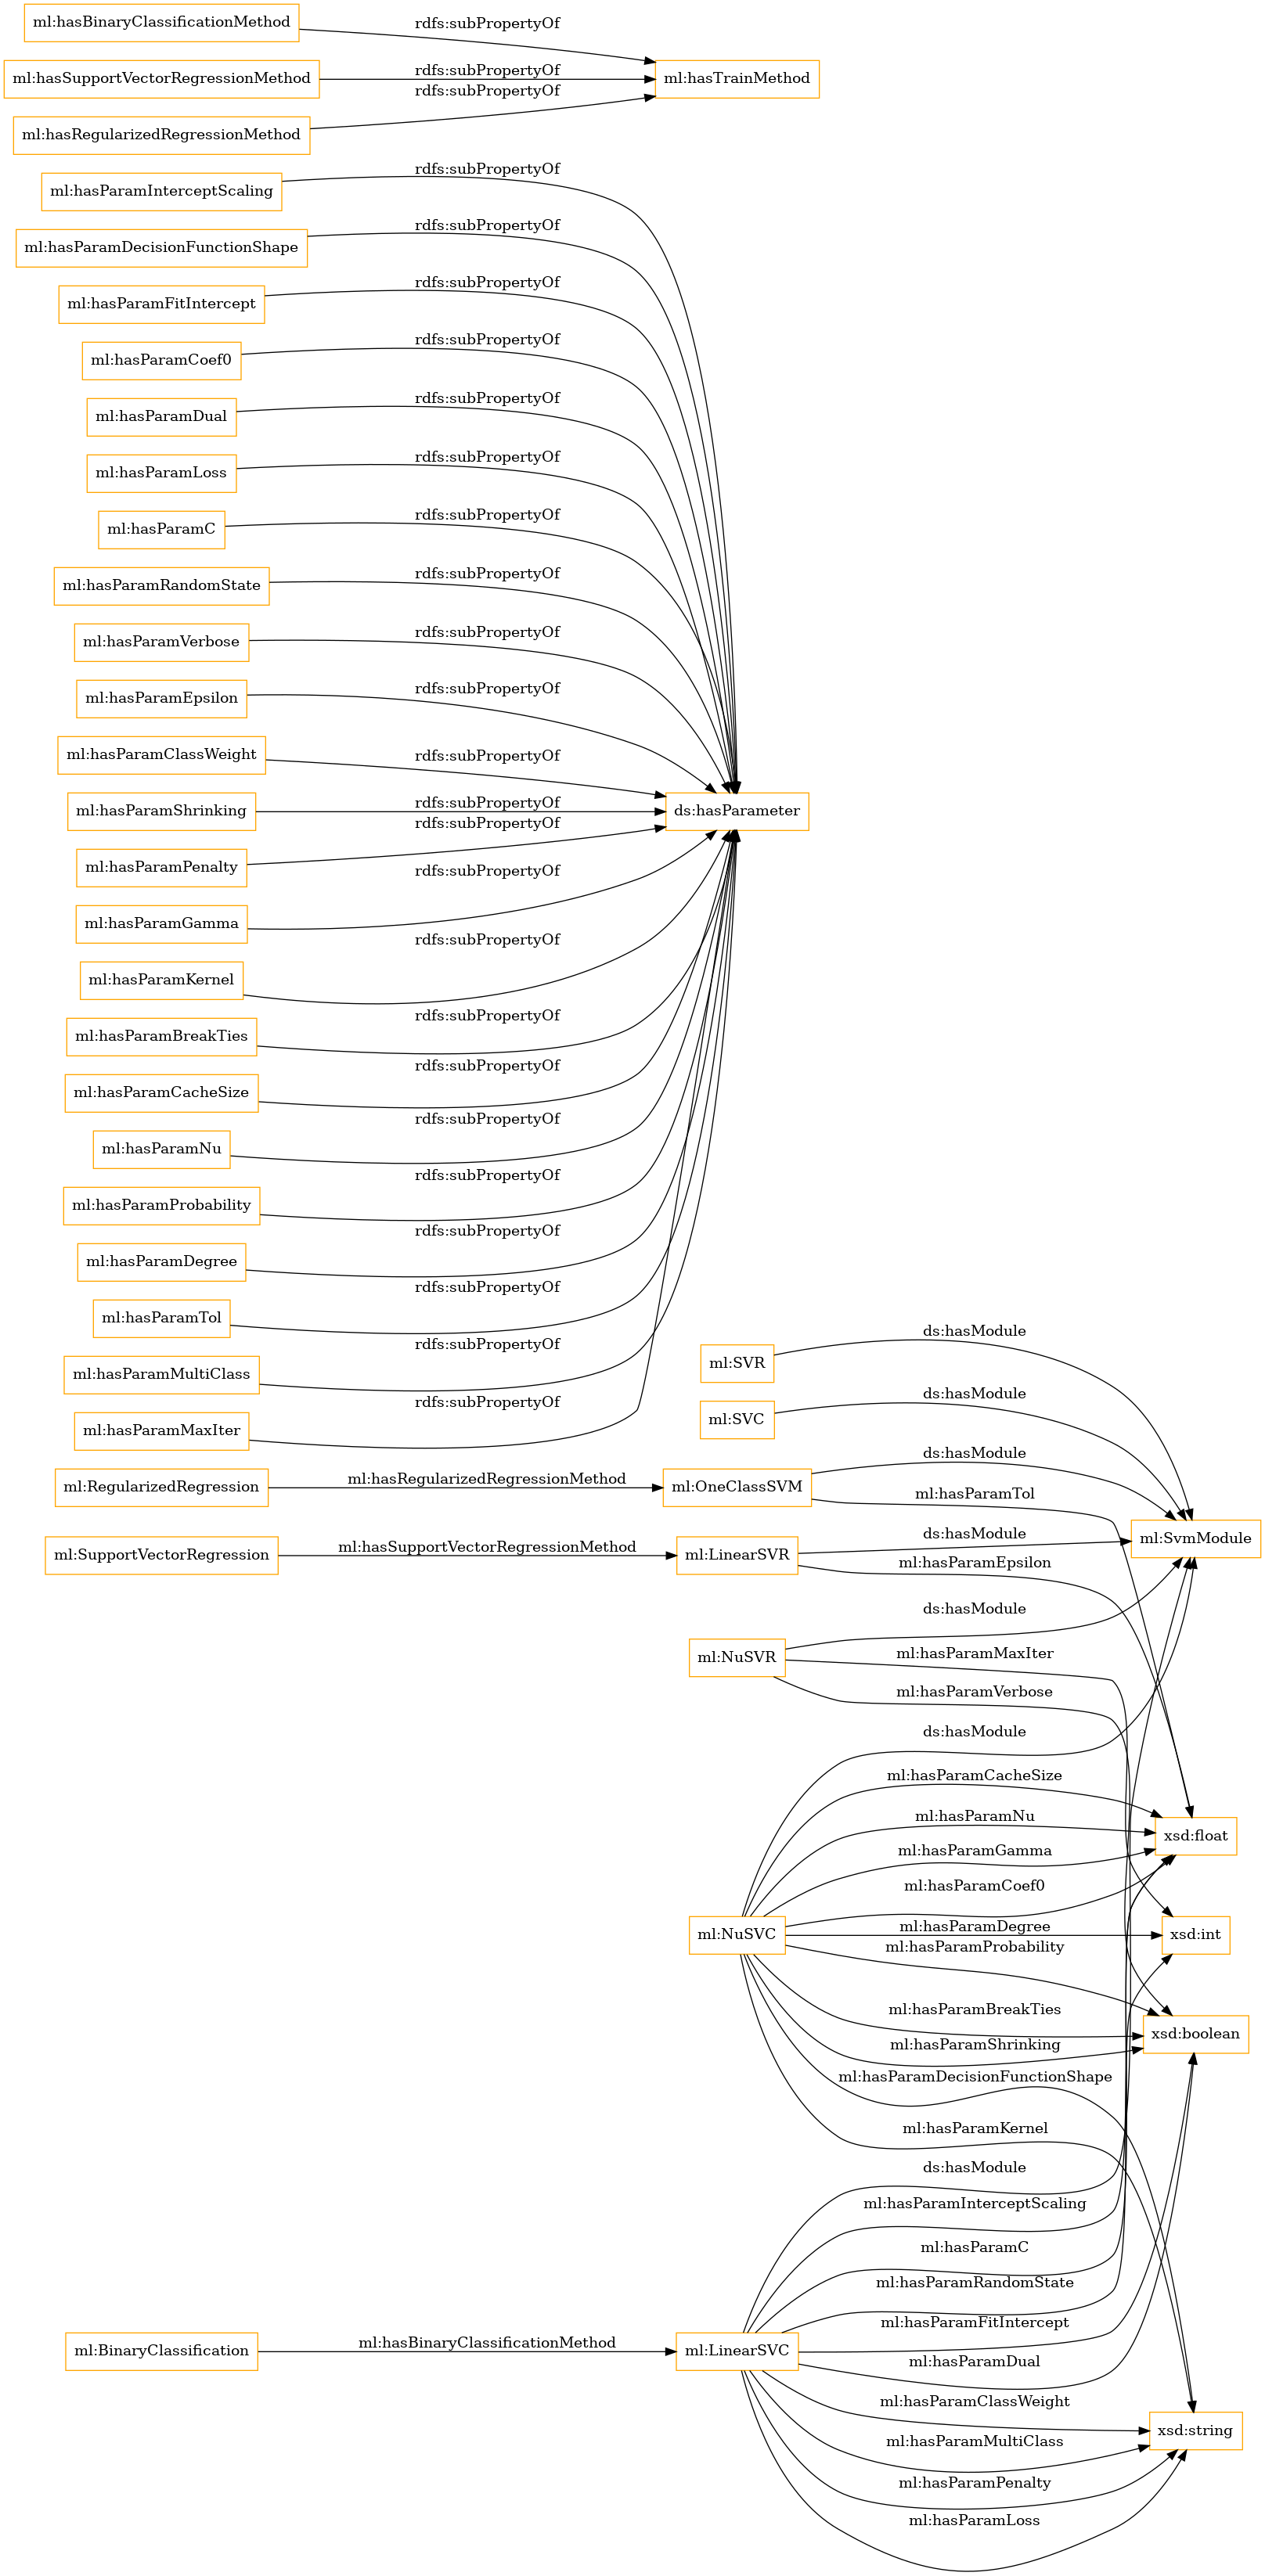 ml:hasBinaryClassificationMethod
rdfs:subPropertyOf
ml:hasSupportVectorRegressionMethod
rdfs:subPropertyOf
ml:hasTrainMethod
rdfs:subPropertyOf
ml:hasRegularizedRegressionMethod
rdfs:subPropertyOf
ml:hasParamInterceptScaling
rdfs:subPropertyOf
ml:hasParamDecisionFunctionShape
rdfs:subPropertyOf
ml:hasParamFitIntercept
rdfs:subPropertyOf
ml:hasParamCoef0
rdfs:subPropertyOf
ml:hasParamDual
rdfs:subPropertyOf
ml:hasParamLoss
rdfs:subPropertyOf
ml:hasParamC
rdfs:subPropertyOf
ml:hasParamRandomState
rdfs:subPropertyOf
ml:hasParamVerbose
rdfs:subPropertyOf
ml:hasParamEpsilon
rdfs:subPropertyOf
ml:hasParamClassWeight
rdfs:subPropertyOf
ml:hasParamShrinking
ds:hasParameter
rdfs:subPropertyOf
ml:hasParamPenalty
rdfs:subPropertyOf
ml:hasParamGamma
rdfs:subPropertyOf
ml:hasParamKernel
rdfs:subPropertyOf
ml:hasParamBreakTies
rdfs:subPropertyOf
ml:hasParamCacheSize
rdfs:subPropertyOf
ml:hasParamNu
rdfs:subPropertyOf
ml:hasParamProbability
rdfs:subPropertyOf
ml:hasParamDegree
rdfs:subPropertyOf
ml:hasParamTol
rdfs:subPropertyOf
ml:hasParamMultiClass
rdfs:subPropertyOf
ml:hasParamMaxIter
ml:SVR
ds:hasModule
ml:SVC
ds:hasModule
ml:RegularizedRegression
ml:hasRegularizedRegressionMethod
ml:OneClassSVM
ds:hasModule
ml:hasParamTol
ml:SvmModule
ml:SupportVectorRegression
ml:hasSupportVectorRegressionMethod
ml:LinearSVR
ds:hasModule
ml:hasParamEpsilon
ml:NuSVR
ds:hasModule
ml:hasParamMaxIter
ml:hasParamVerbose
ds:hasModule
ml:hasParamCacheSize
ml:hasParamNu
xsd:float
ml:hasParamGamma
ml:hasParamCoef0
ml:NuSVC
ml:hasParamDegree
xsd:int
ml:hasParamProbability
ml:hasParamBreakTies
xsd:boolean
ml:hasParamShrinking
ml:hasParamDecisionFunctionShape
ml:hasParamKernel
ds:hasModule
ml:hasParamInterceptScaling
ml:hasParamC
ml:hasParamRandomState
ml:hasParamFitIntercept
ml:BinaryClassification
ml:hasBinaryClassificationMethod
ml:LinearSVC
ml:hasParamDual
ml:hasParamClassWeight
xsd:string
ml:hasParamMultiClass
ml:hasParamPenalty
ml:hasParamLoss